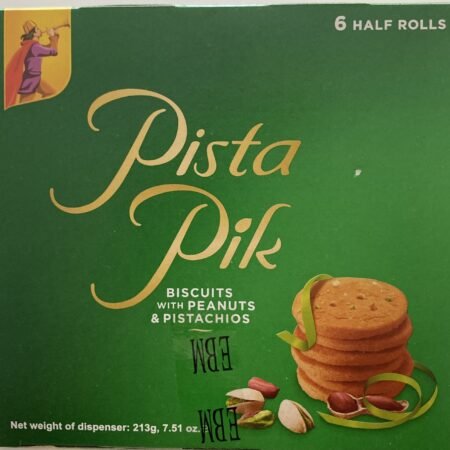 6 HALF ROLLS
Pista
Pik
BISCUITS
WITH PEANUTS
& PISTACHIOS
EBM
EBM
Net weight of dispenser: 213g, 7.51 oz.